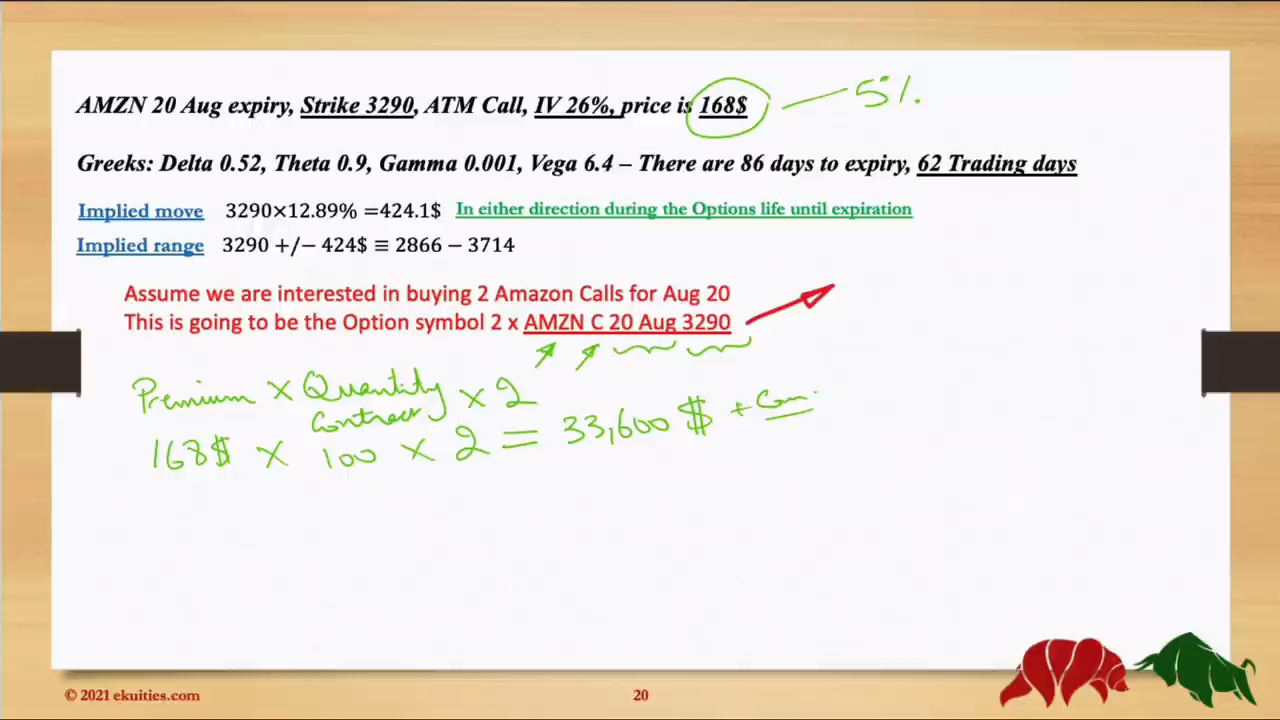 AMZN 20 Aug expiry, Strike 3290, ATM Call, IV 26%, price is 168$ — 5%
Greeks: Delta 0.52, Theta 0.9, Gamma 0.001, Vega 6.4 – There are 86 days to expiry, 62 Trading days
Implied move 3290×12.89% =424.1$ In either direction during the Options life until expiration
Implied range 3290 +/− 424$ ≡ 2866 − 3714
Assume we are interested in buying 2 Amazon Calls for Aug 20
This is going to be the Option symbol 2 x AMZN C 20 Aug 3290
Premium × Quantity × 2
Contract
168$ × 100 × 2 = 33,600 $ + Com.
© 2021 ekuities.com 20